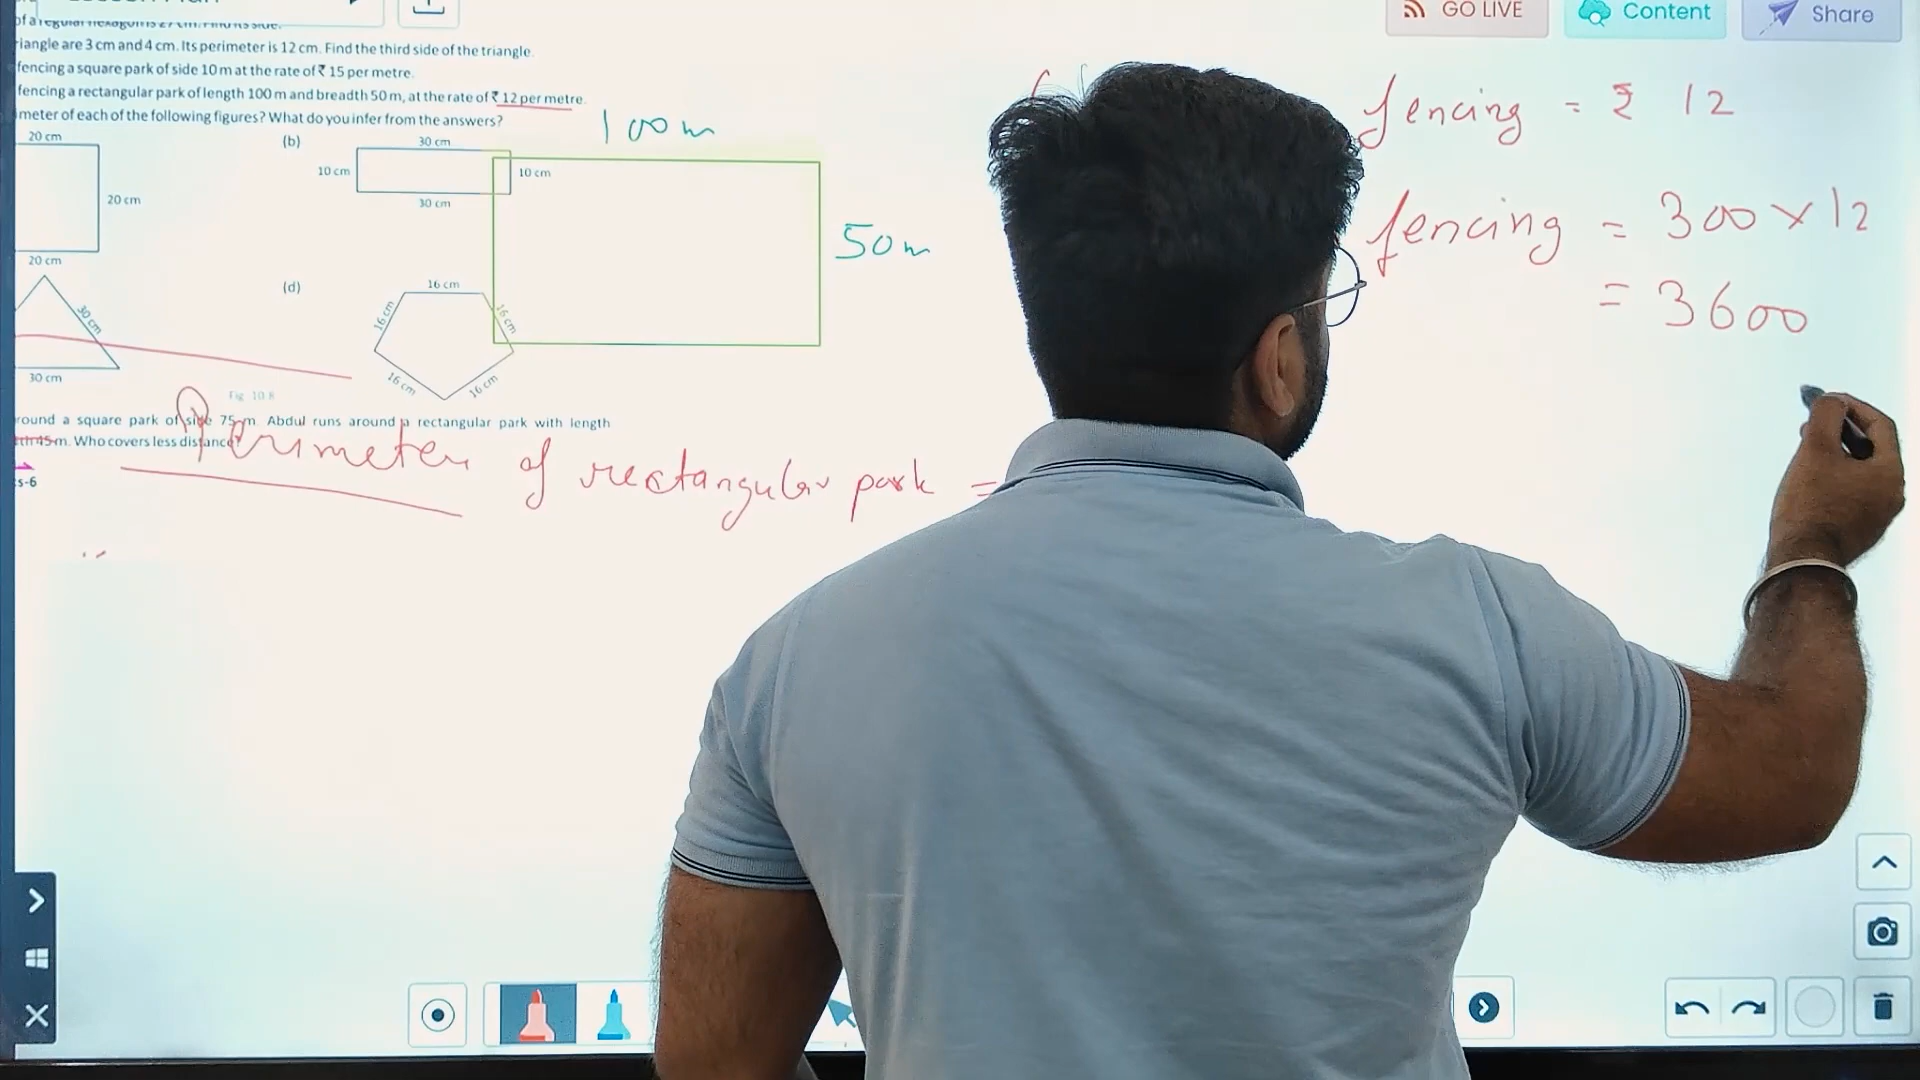 GO LIVE
Content
Share
iangle are 3 cm and 4 cm. Its perimeter is 12 cm. Find the third side of the triangle.
fencing a square park of side 10 m at the rate of ₹ 15 per metre.
fencing a rectangular park of length 100 m and breadth 50 m, at the rate of ₹ 12 per metre.
meter of each of the following figures? What do you infer from the answers?
20 cm
20 cm
20 cm
(b)
30 cm
10 cm
10 cm
30 cm
100 m
50 m
30 cm
30 cm
(d)
16 cm
16 cm
16 cm
16 cm
16 cm
Fig. 10.8
round a square park of side 75 m. Abdul runs around a rectangular park with length
45 m. Who covers less distance?
s-6
Perimeter of rectangular park =
fencing = ₹ 12
fencing = 300 × 12
= 3600